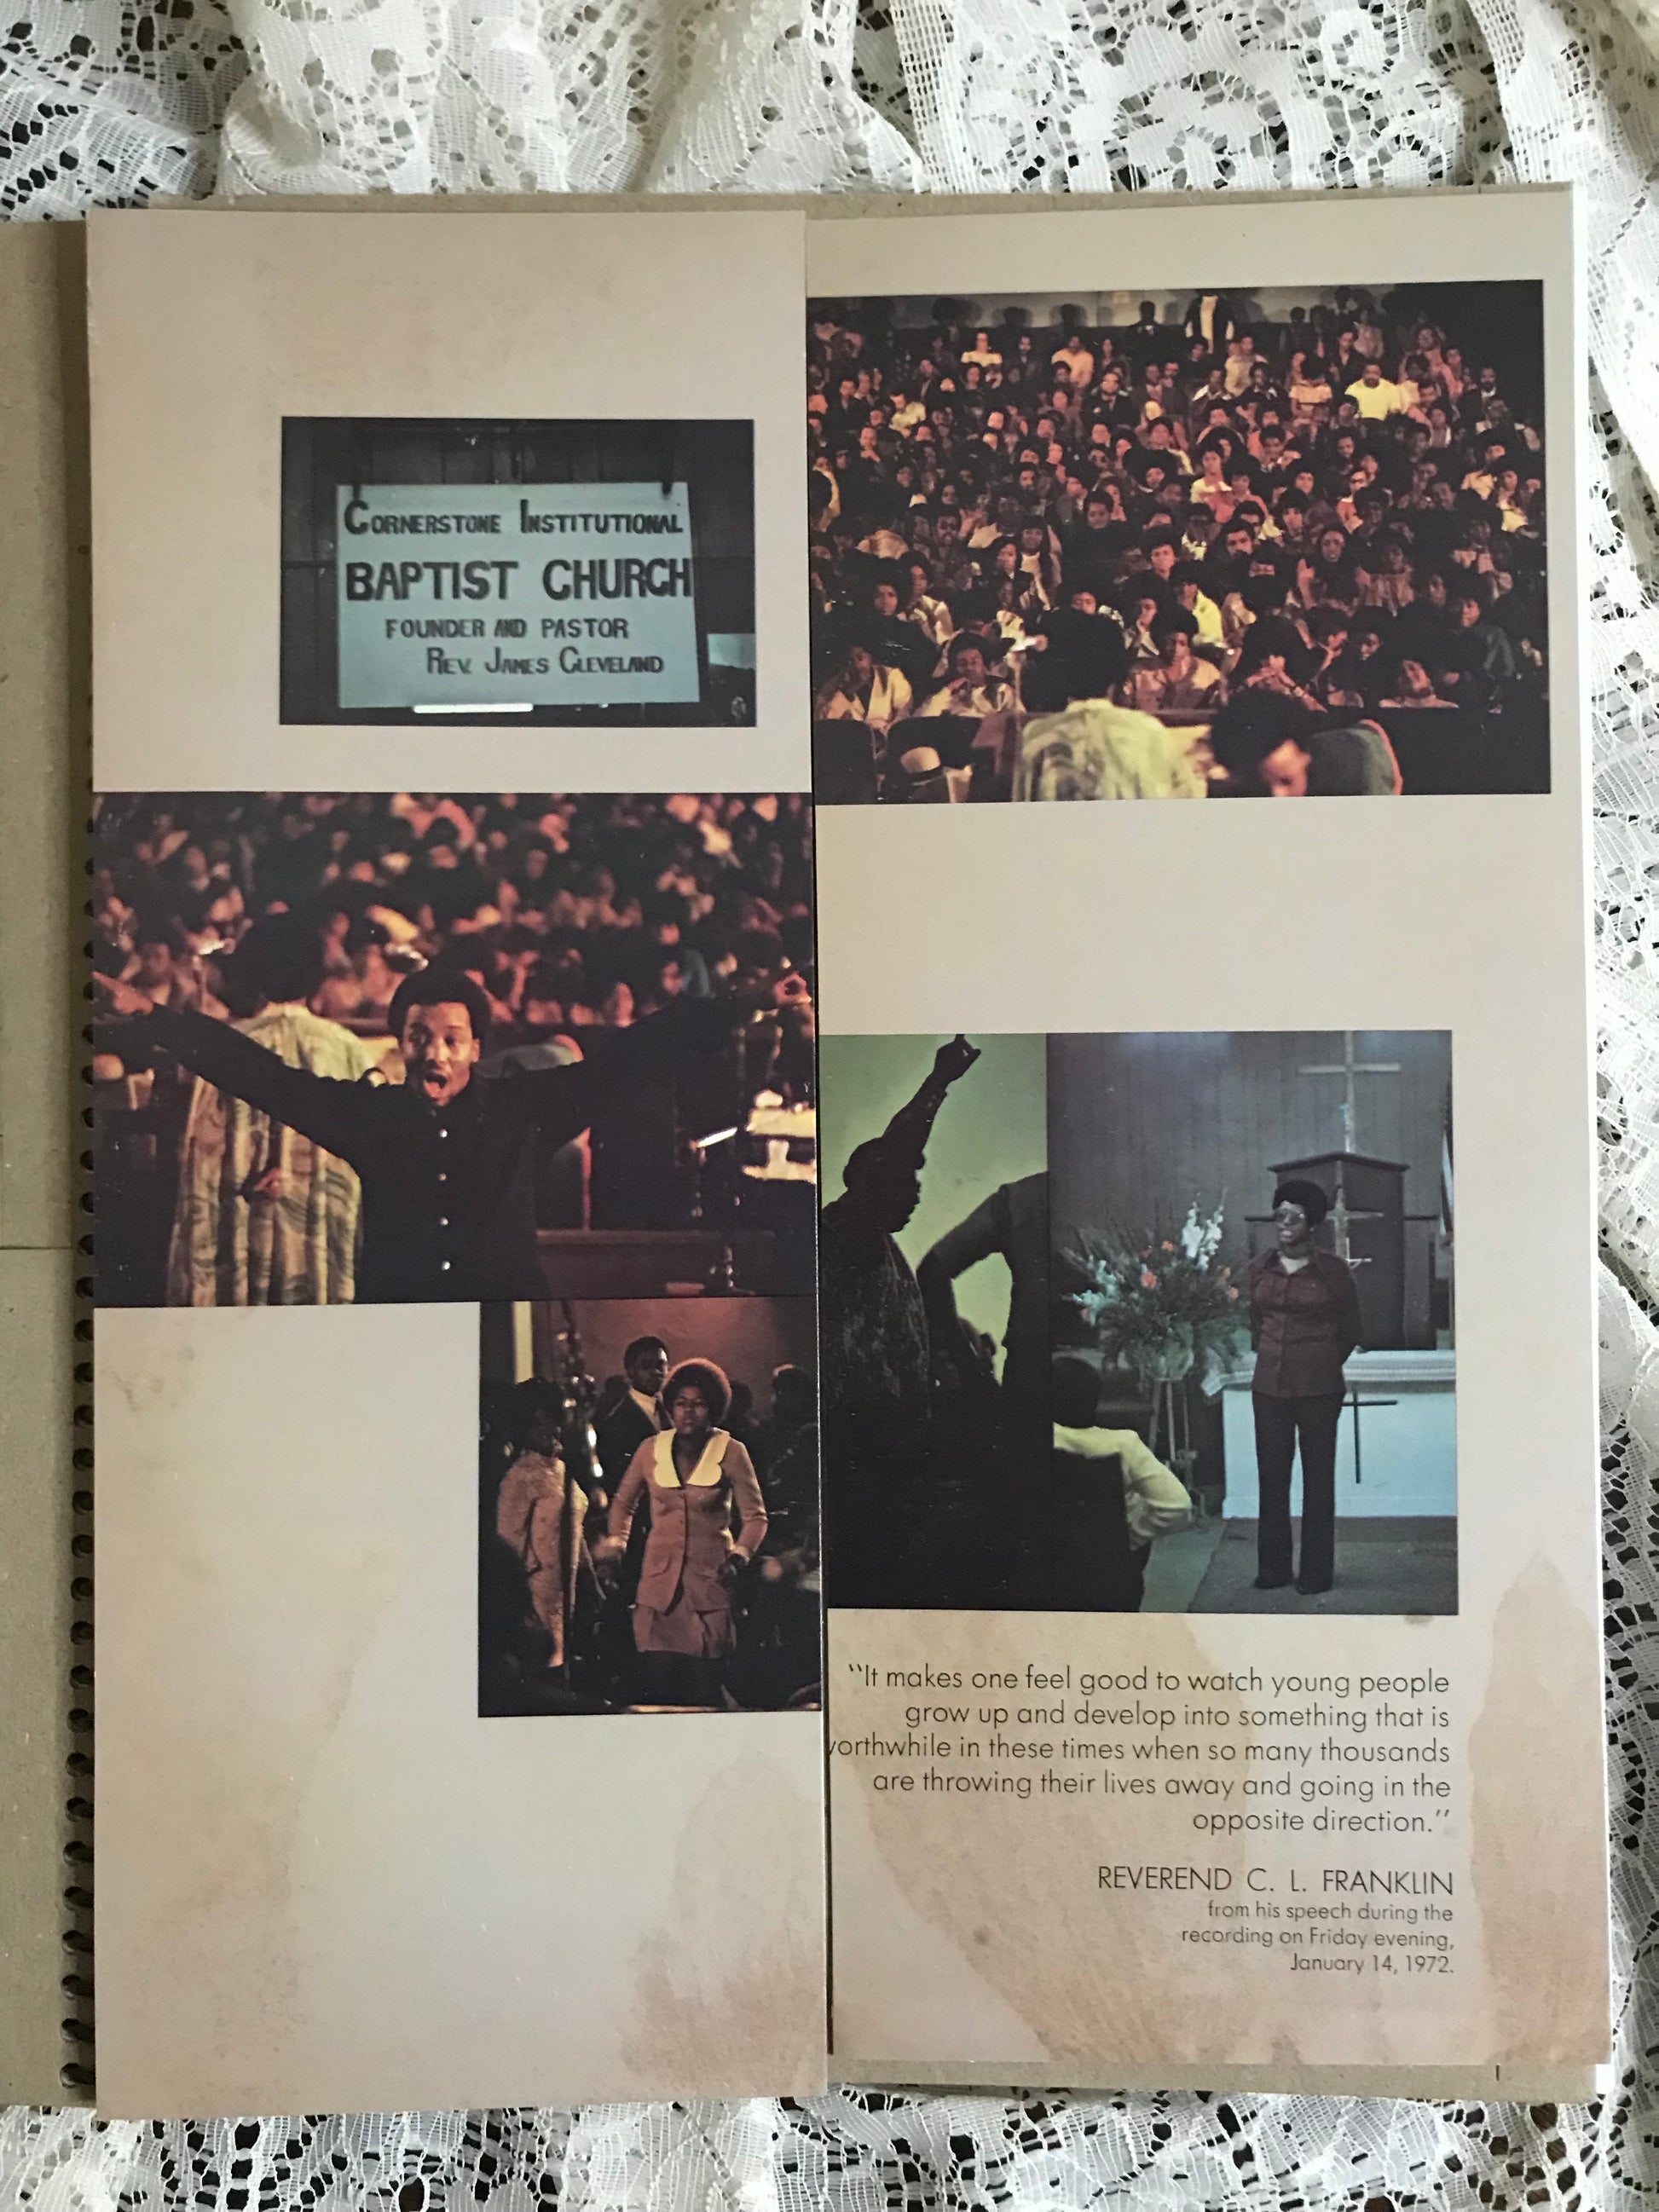 CORNERSTONE INSTITUTIONAL
BAPTIST CHURCH
FOUNDER AND PASTOR
REV. JAMES CLEVELAND
"It makes one feel good to watch young people
grow up and develop into something that is
worthwhile in these times when so many thousands
are throwing their lives away and going in the
opposite direction."
REVEREND C. L. FRANKLIN
from his speech during the
recording on Friday evening,
January 14, 1972.